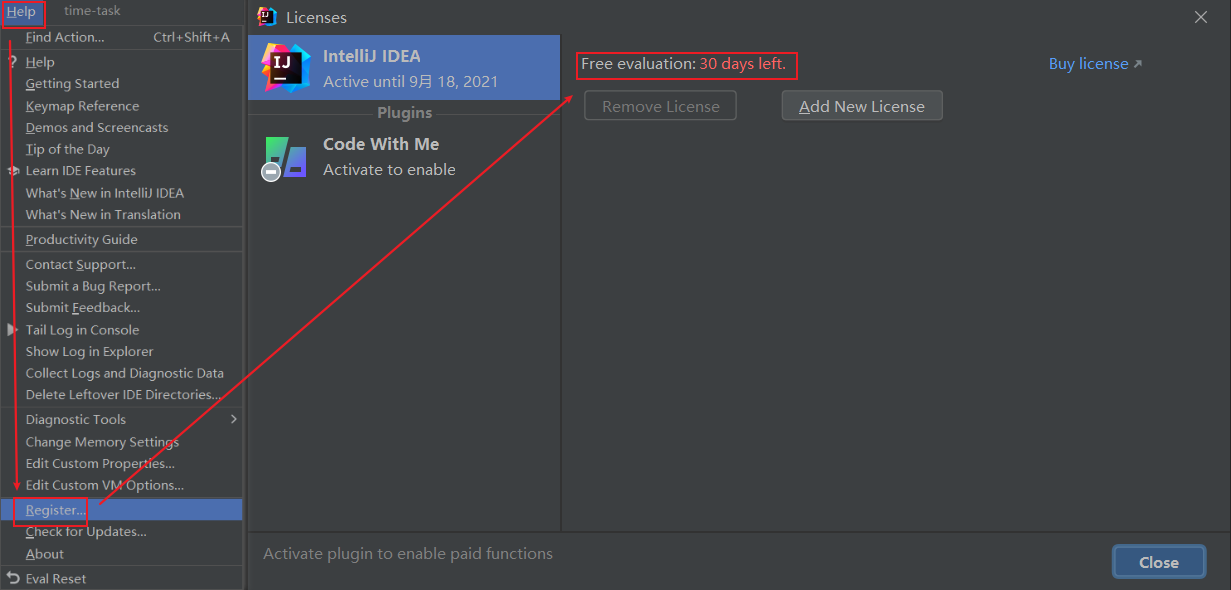 Help
time-task
Find Action... Ctrl+Shift+A
Help
Getting Started
Keymap Reference
Demos and Screencasts
Tip of the Day
Learn IDE Features
What's New in IntelliJ IDEA
What's New in Translation
Productivity Guide
Contact Support...
Submit a Bug Report...
Submit Feedback...
Tail Log in Console
Show Log in Explorer
Collect Logs and Diagnostic Data
Delete Leftover IDE Directories...
Diagnostic Tools
Change Memory Settings
Edit Custom Properties...
Edit Custom VM Options...
Register...
Check for Updates...
About
Eval Reset
Licenses
IJ
IntelliJ IDEA
Active until 9月 18, 2021
Plugins
Code With Me
Activate to enable
Free evaluation: 30 days left.
Buy license
Remove License
Add New License
Activate plugin to enable paid functions
Close